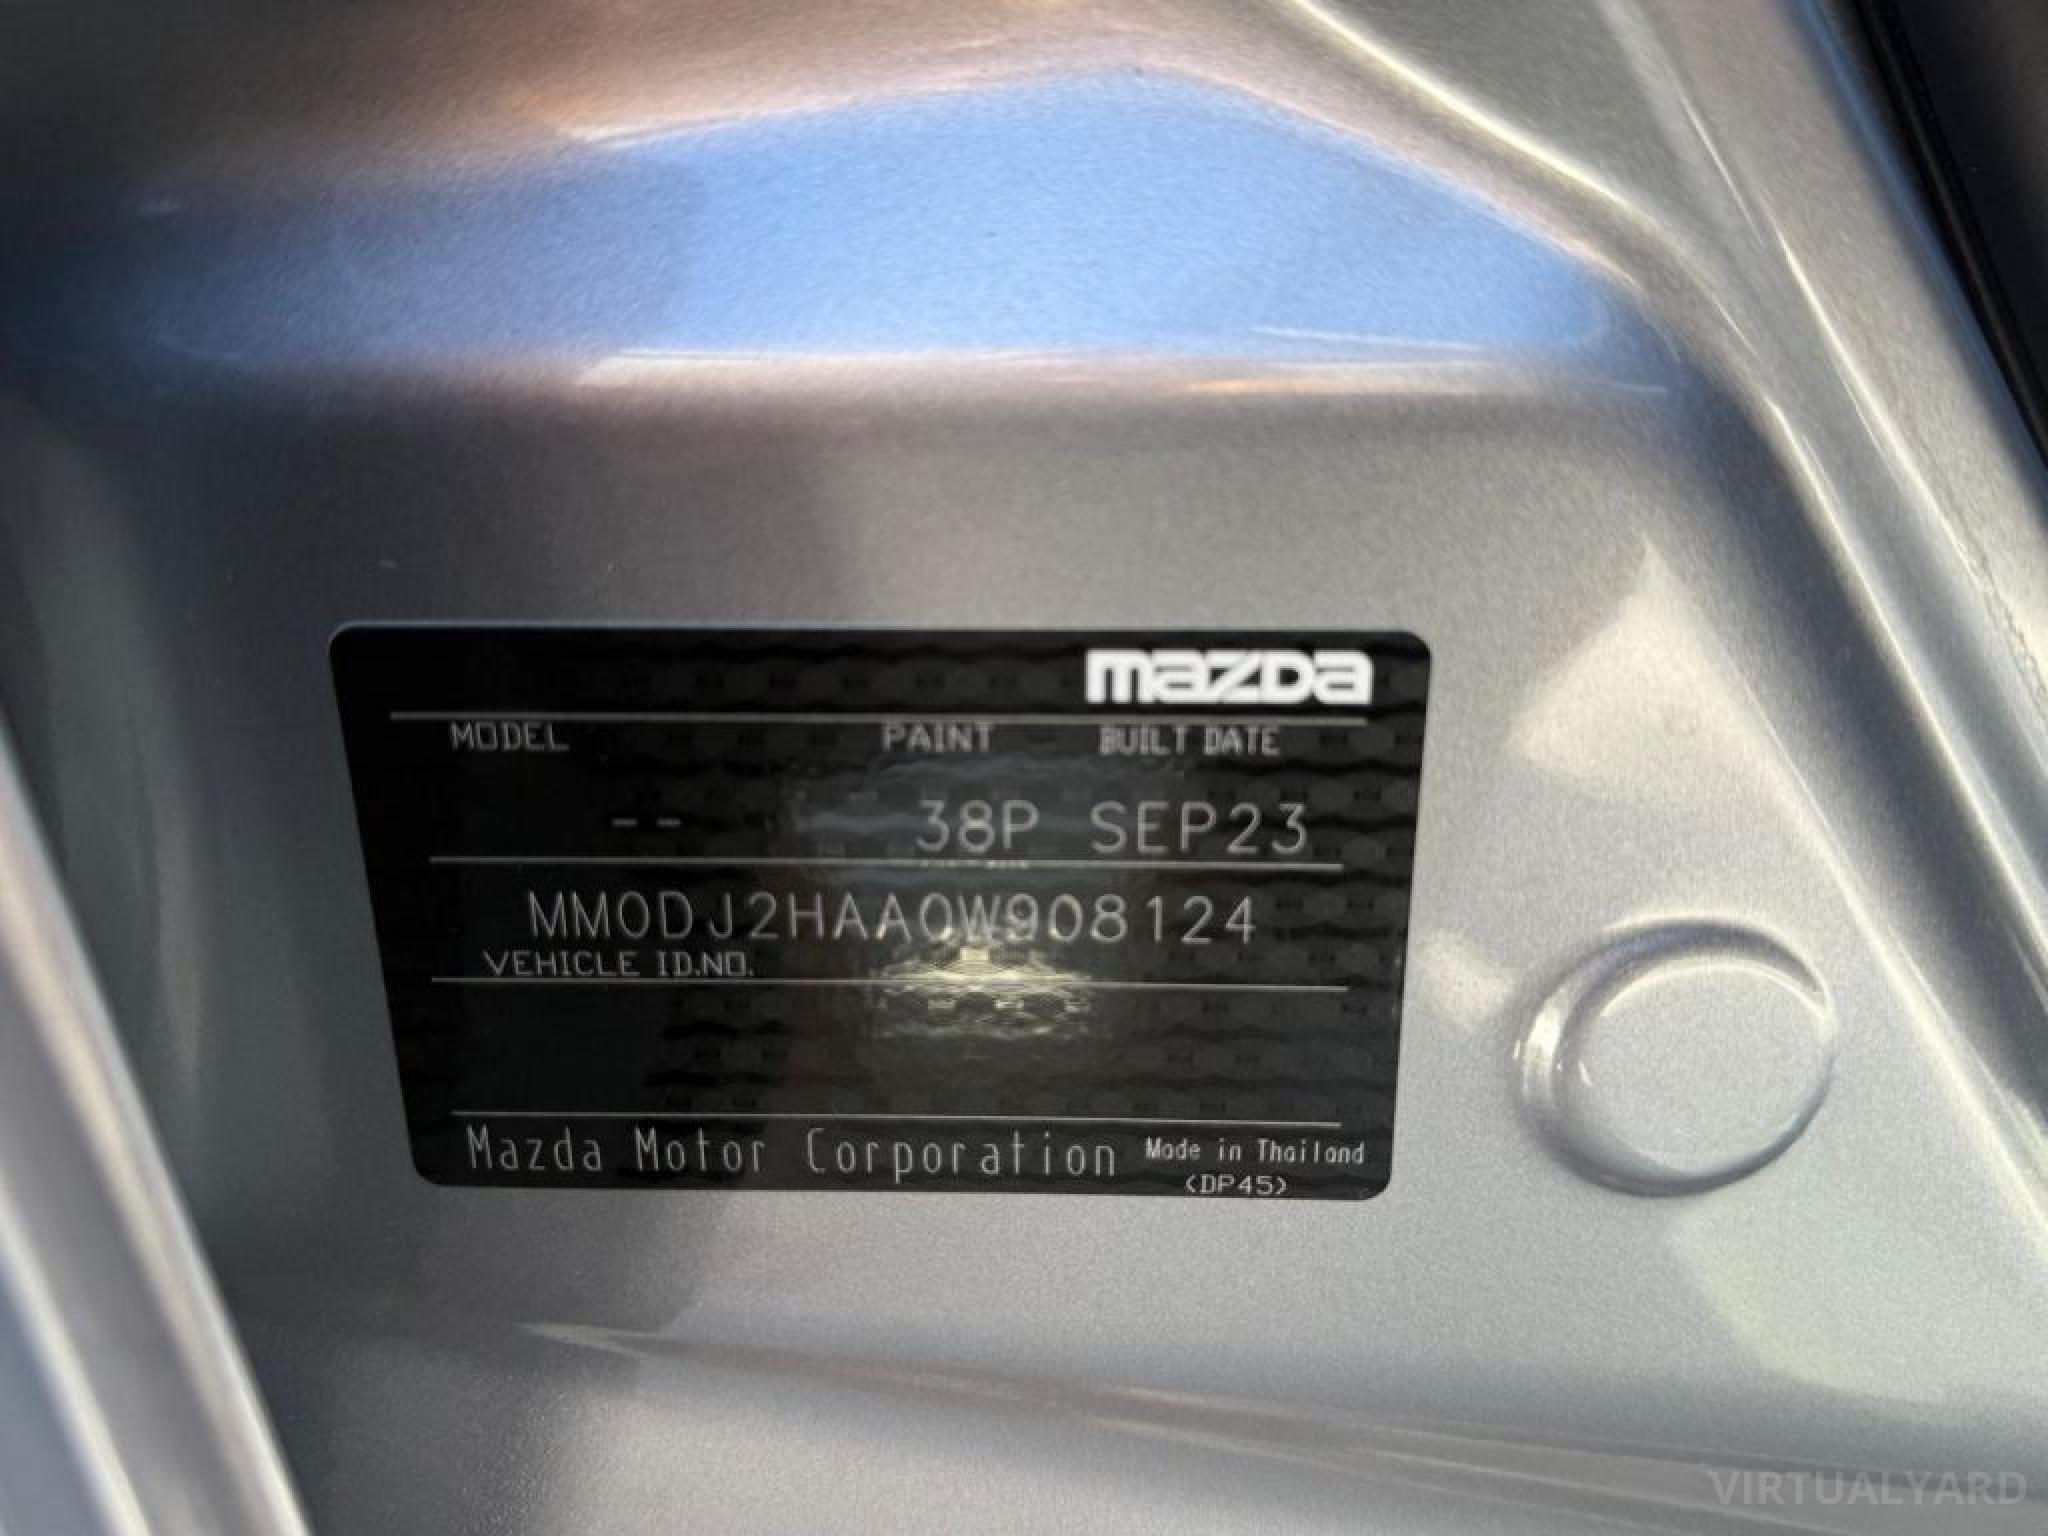 mazda
MODEL PAINT BUILT DATE
-- 38P SEP23
MM0DJ2HAA0W908124
VEHICLE ID.NO.
Mazda Motor Corporation Made in Thailand
(DP45)
VIRTUALYARD